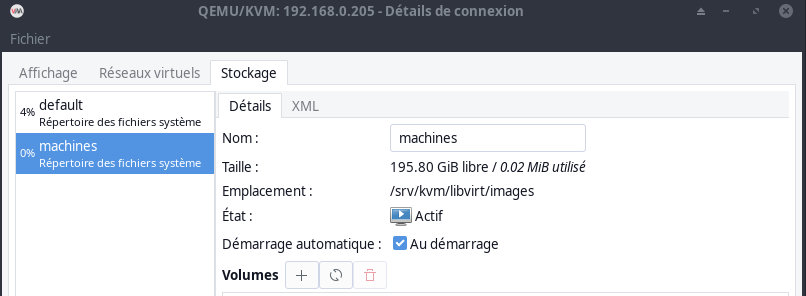 QEMU/KVM: 192.168.0.205 - Détails de connexion
Fichier
Affichage Réseaux virtuels Stockage
4% default
Répertoire des fichiers système
0% machines
Répertoire des fichiers système
Détails XML
Nom : machines
Taille : 195.80 GiB libre / 0.02 MiB utilisé
Emplacement : /srv/kvm/libvirt/images
État : Actif
Démarrage automatique : Au démarrage
Volumes